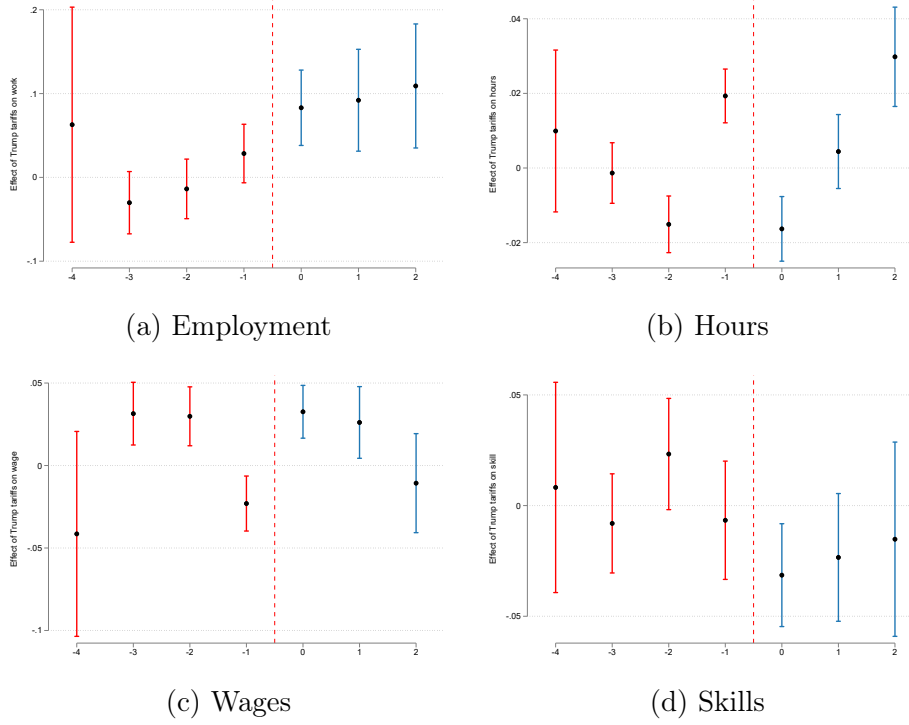 Effect of Trump tariffs on work
.2
.1
0
-.1
-4 -3 -2 -1 0 1 2
(a) Employment
Effect of Trump tariffs on hours
.04
.02
0
-.02
-4 -3 -2 -1 0 1 2
(b) Hours
Effect of Trump tariffs on wage
.05
0
-.05
-.1
-4 -3 -2 -1 0 1 2
(c) Wages
Effect of Trump tariffs on skill
.05
0
-.05
-4 -3 -2 -1 0 1 2
(d) Skills